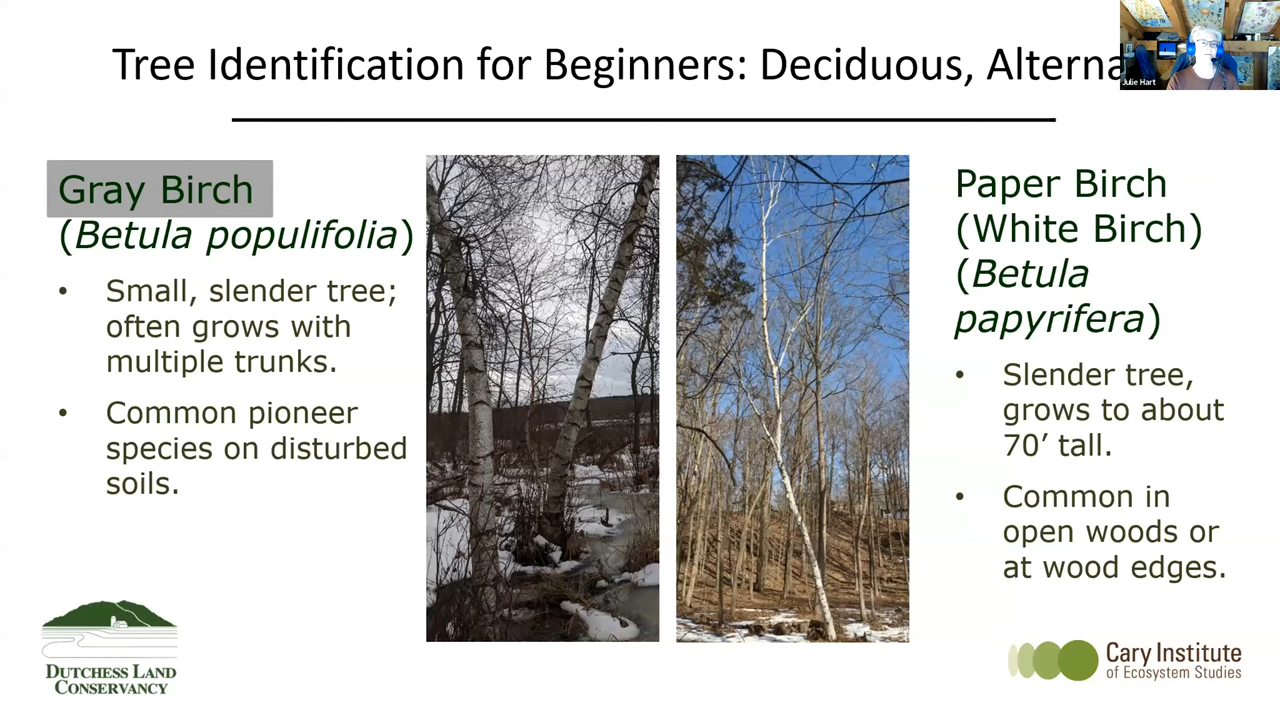 Tree Identification for Beginners: Deciduous, Alterna
Julie Hart
Gray Birch
(Betula populifolia)
• Small, slender tree;
often grows with
multiple trunks.
• Common pioneer
species on disturbed
soils.
Paper Birch
(White Birch)
(Betula
papyrifera)
• Slender tree,
grows to about
70’ tall.
• Common in
open woods or
at wood edges.
DUTCHESS LAND
CONSERVANCY
Cary Institute
of Ecosystem Studies